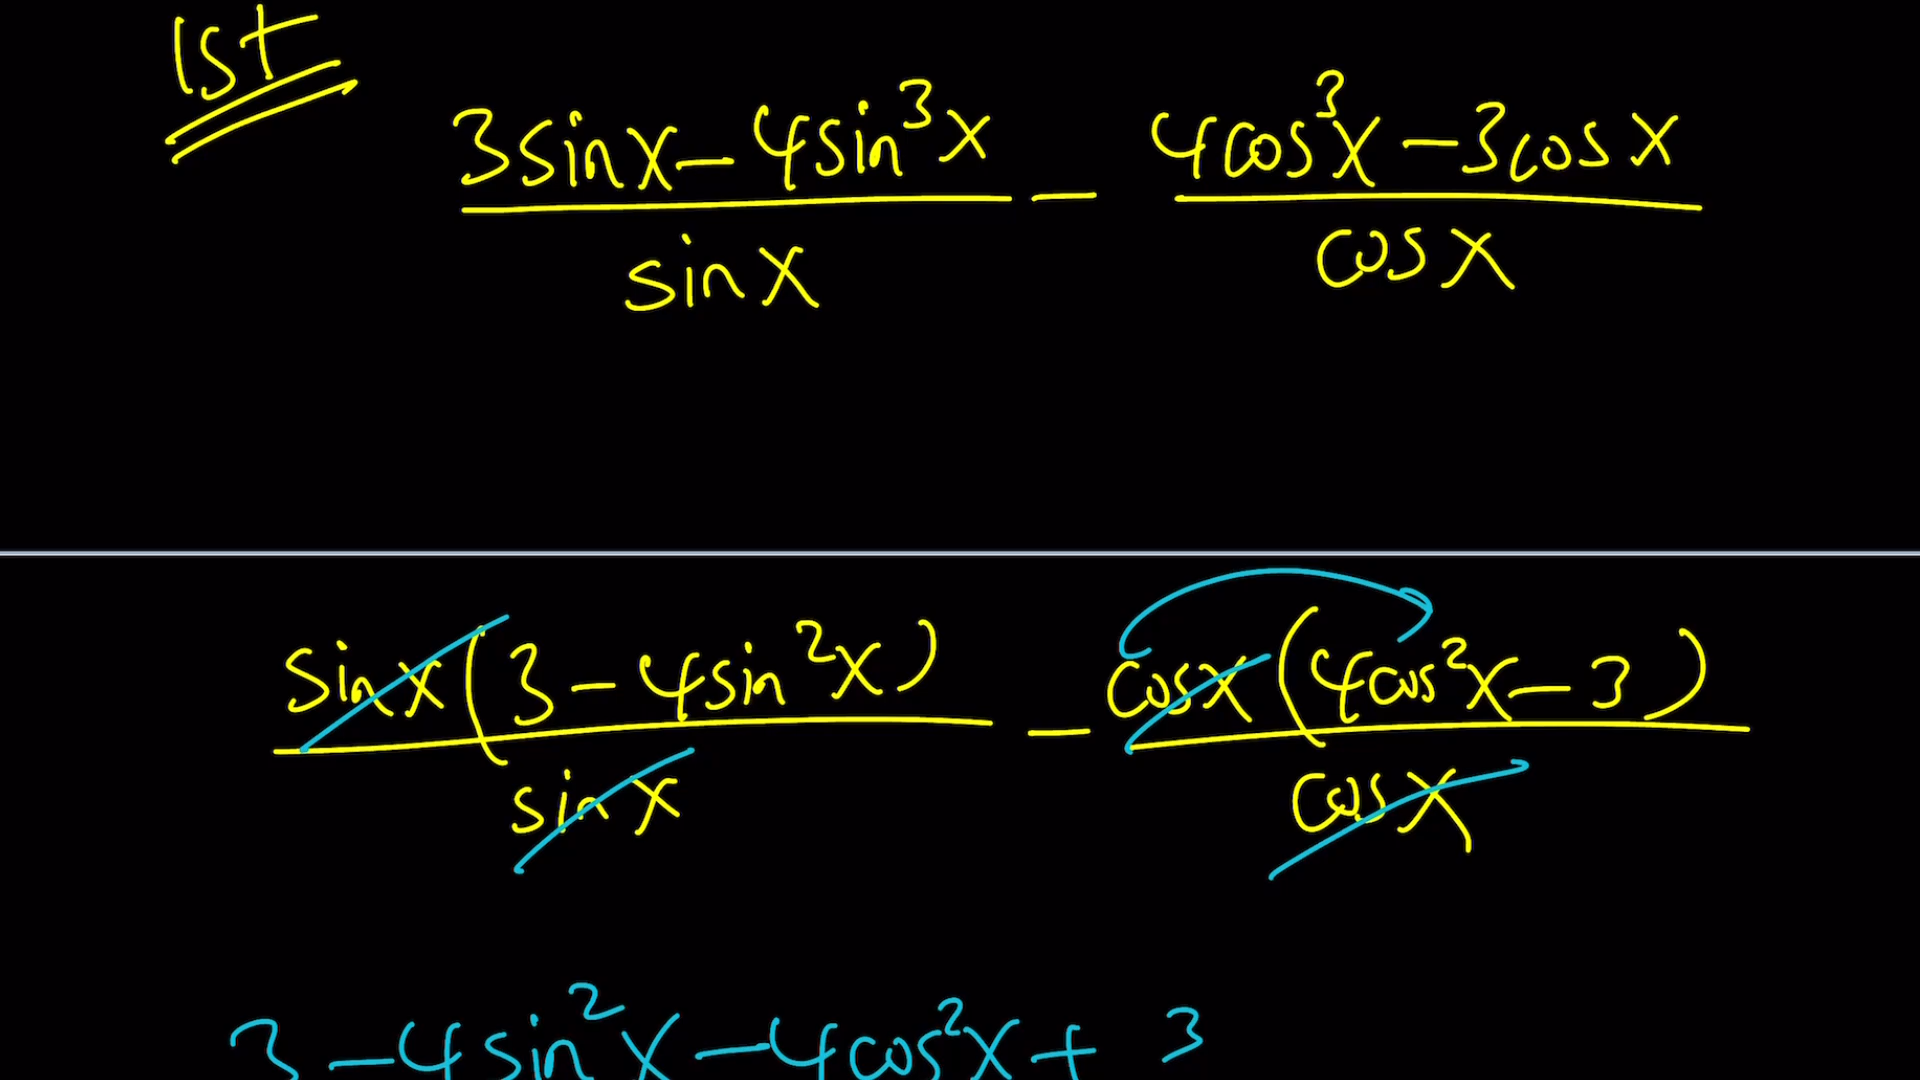 1st
3sinx-4sin³x / sinx - 4cos³x-3cosx / cosx
sinx(3-4sin²x) / sinx - cosx(4cos²x-3) / cosx
3-4sin²x-4cos²x+3